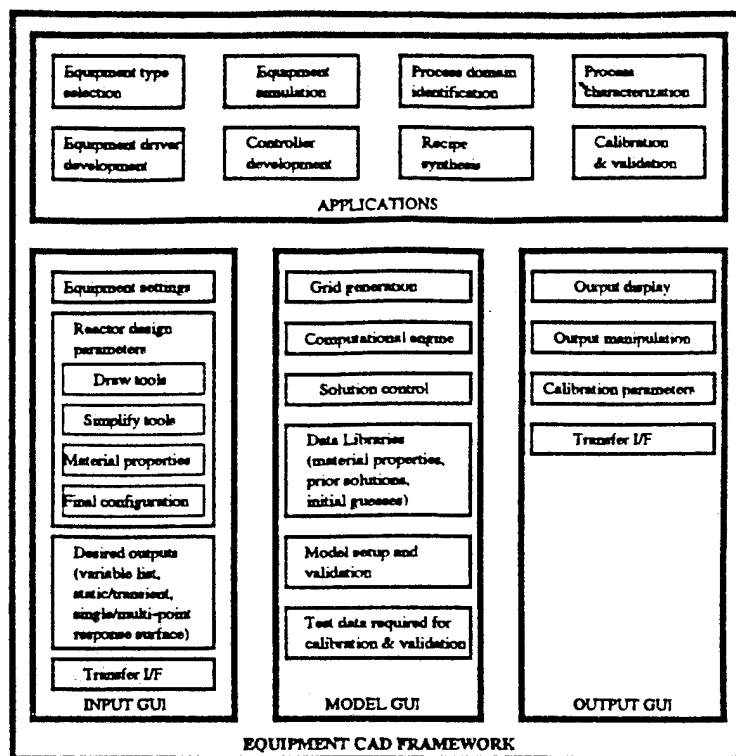 Equipment type
selection
Equipment
simulation
Process domain
identification
Process
characterization
Equipment driver
development
Controller
development
Recipe
synthesis
Calibration
& validation
APPLICATIONS
Equipment settings
Reactor design
parameters
Draw tools
Simplify tools
Material properties
Final configuration
Desired outputs
(variable list,
static/transient,
single/multi-point
response surface)
Transfer I/F
INPUT GUI
Grid generation
Computational engine
Solution control
Data Libraries
(material properties,
prior solutions,
initial guesses)
Model setup and
validation
Test data required for
calibration & validation
MODEL GUI
Output display
Output manipulation
Calibration parameters
Transfer I/F
OUTPUT GUI
EQUIPMENT CAD FRAMEWORK